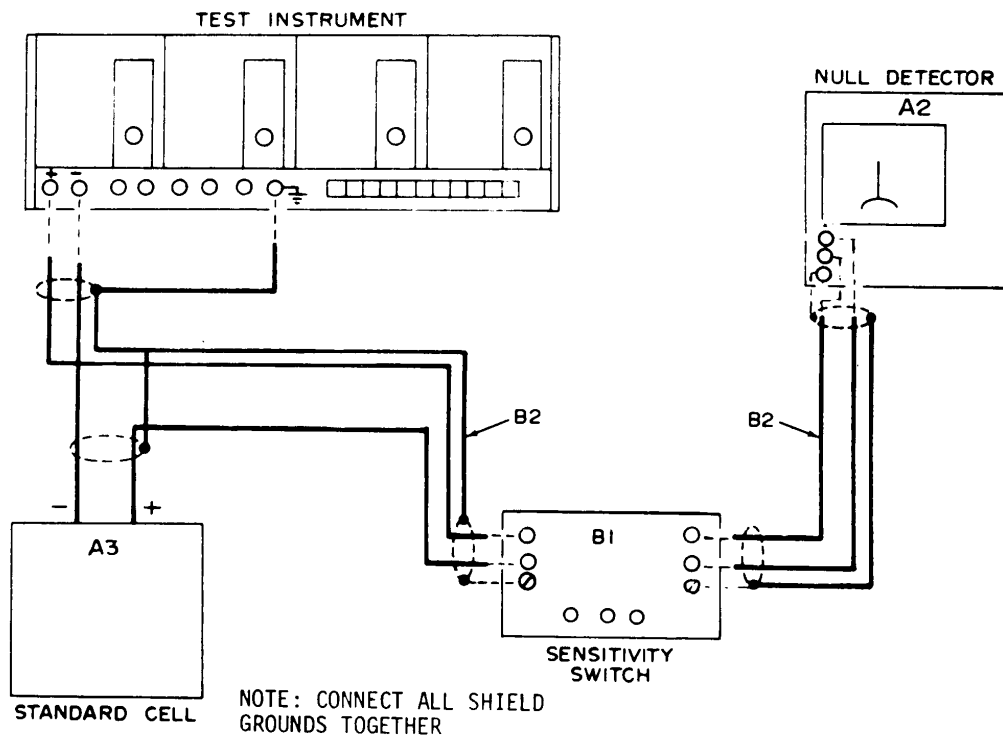 TEST INSTRUMENT
NULL DETECTOR
A2
+ -
B2
B2
- +
A3
B1
SENSITIVITY
SWITCH
STANDARD CELL
NOTE: CONNECT ALL SHIELD
GROUNDS TOGETHER